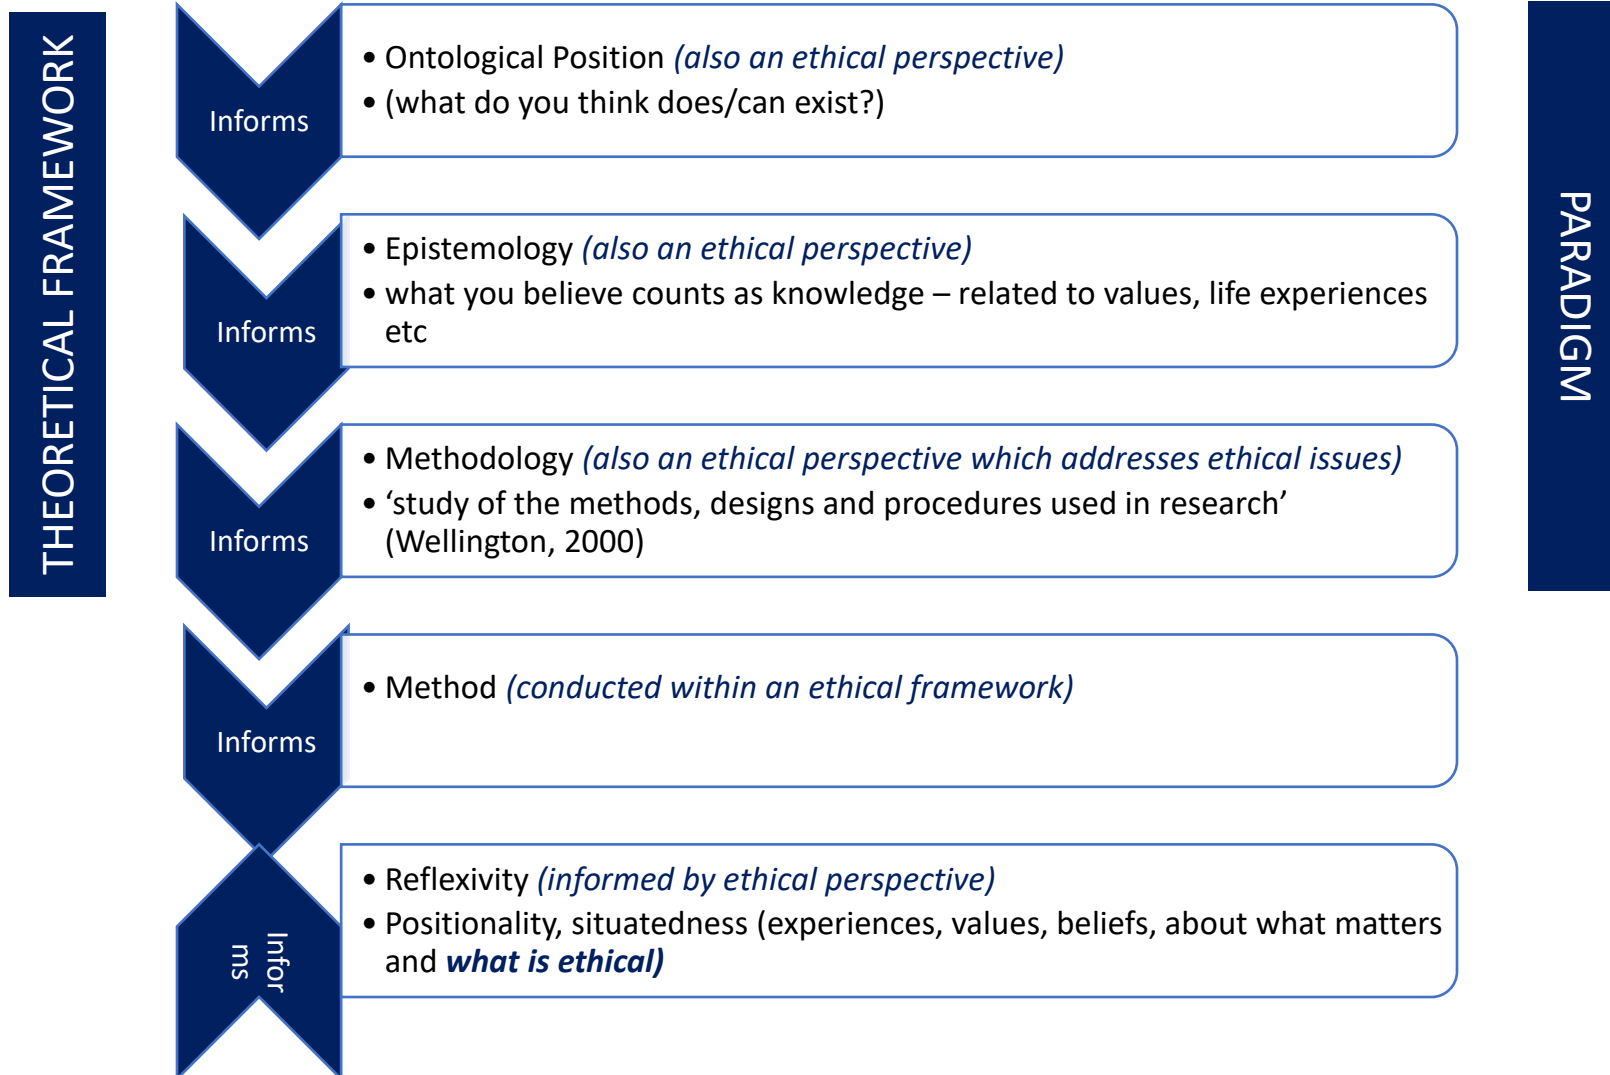 THEORETICAL FRAMEWORK
Informs
• Ontological Position (also an ethical perspective)
• (what do you think does/can exist?)
Informs
• Epistemology (also an ethical perspective)
• what you believe counts as knowledge – related to values, life experiences
etc
Informs
• Methodology (also an ethical perspective which addresses ethical issues)
• ‘study of the methods, designs and procedures used in research’
(Wellington, 2000)
Informs
• Method (conducted within an ethical framework)
Infor
ms
• Reflexivity (informed by ethical perspective)
• Positionality, situatedness (experiences, values, beliefs, about what matters
and what is ethical)
PARADIGM